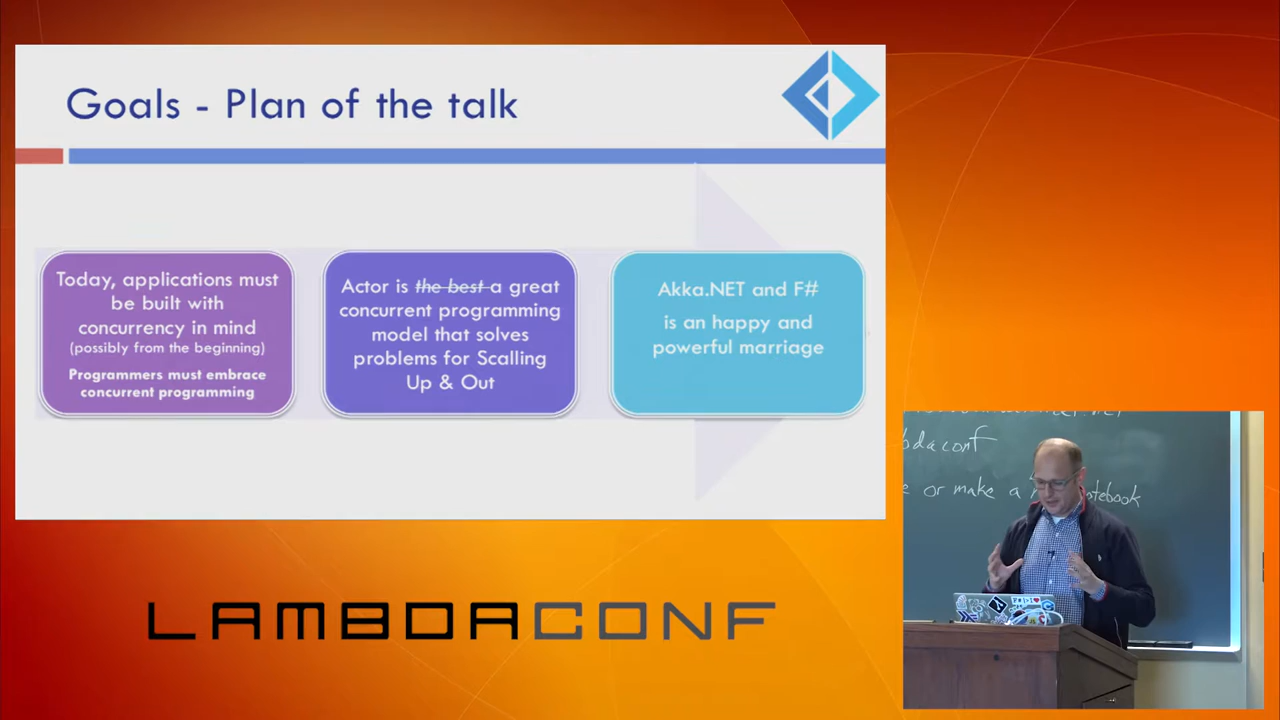 Goals - Plan of the talk
Today, applications must
be built with
concurrency in mind
(possibly from the beginning)
Programmers must embrace
concurrent programming
Actor is the best a great
concurrent programming
model that solves
problems for Scalling
Up & Out
Akka.NET and F#
is an happy and
powerful marriage
bdaconf
e or make a tebook
LAMBDACONF